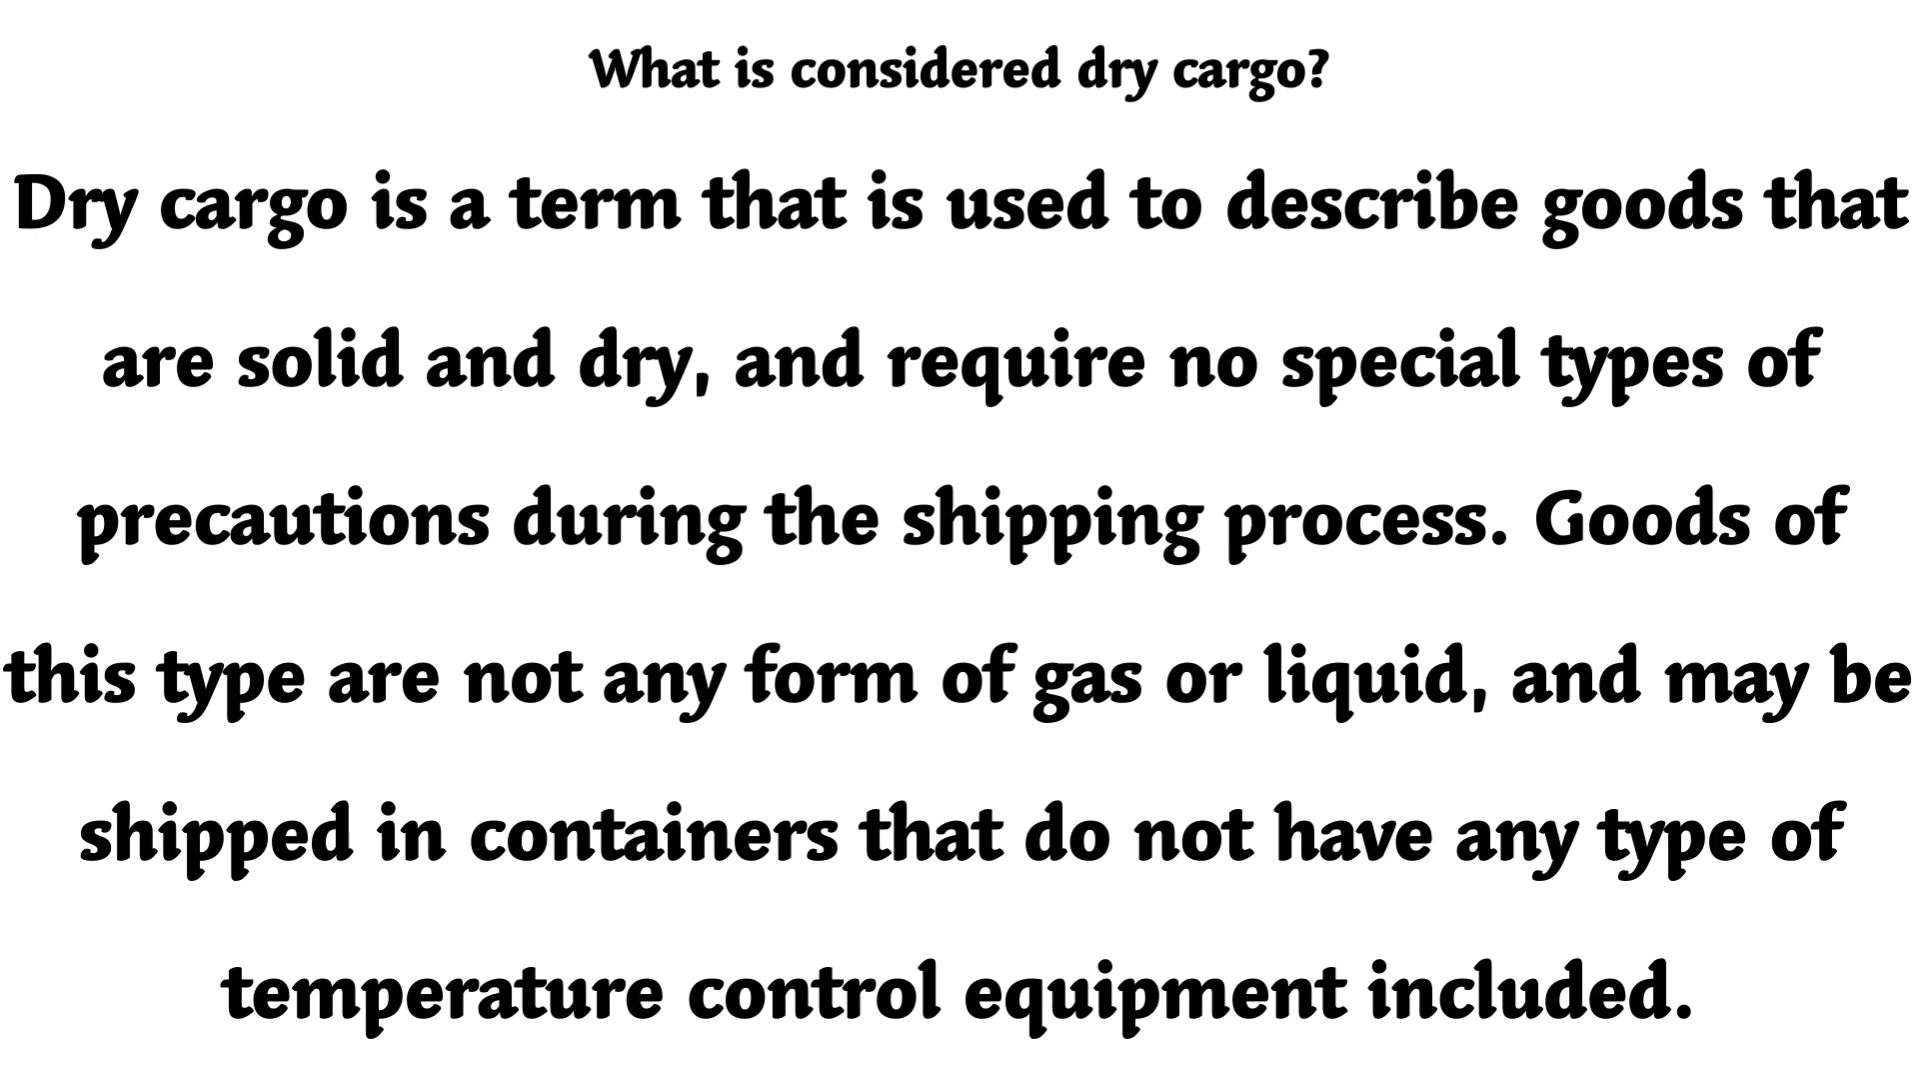 What is considered dry cargo?
Dry cargo is a term that is used to describe goods that
are solid and dry, and require no special types of
precautions during the shipping process. Goods of
this type are not any form of gas or liquid, and may be
shipped in containers that do not have any type of
temperature control equipment included.